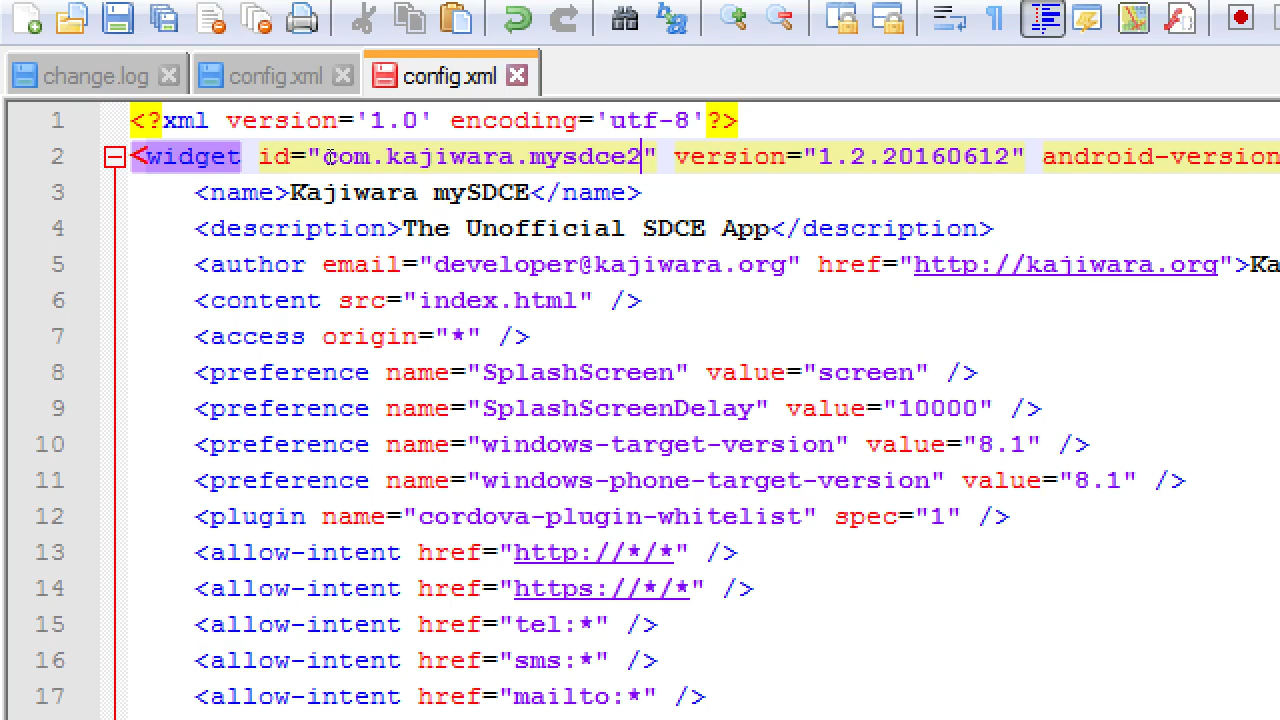 change.log config.xml config.xml
1 <?xml version='1.0' encoding='utf-8'?>
2 <widget id="com.kajiwara.mysdce2" version="1.2.20160612" android-version
3 <name>Kajiwara mySDCE</name>
4 <description>The Unofficial SDCE App</description>
5 <author email="developer@kajiwara.org" href="http://kajiwara.org">Ka
6 <content src="index.html" />
7 <access origin="*" />
8 <preference name="SplashScreen" value="screen" />
9 <preference name="SplashScreenDelay" value="10000" />
10 <preference name="windows-target-version" value="8.1" />
11 <preference name="windows-phone-target-version" value="8.1" />
12 <plugin name="cordova-plugin-whitelist" spec="1" />
13 <allow-intent href="http://*/*" />
14 <allow-intent href="https://*/*" />
15 <allow-intent href="tel:*" />
16 <allow-intent href="sms:*" />
17 <allow-intent href="mailto:*" />